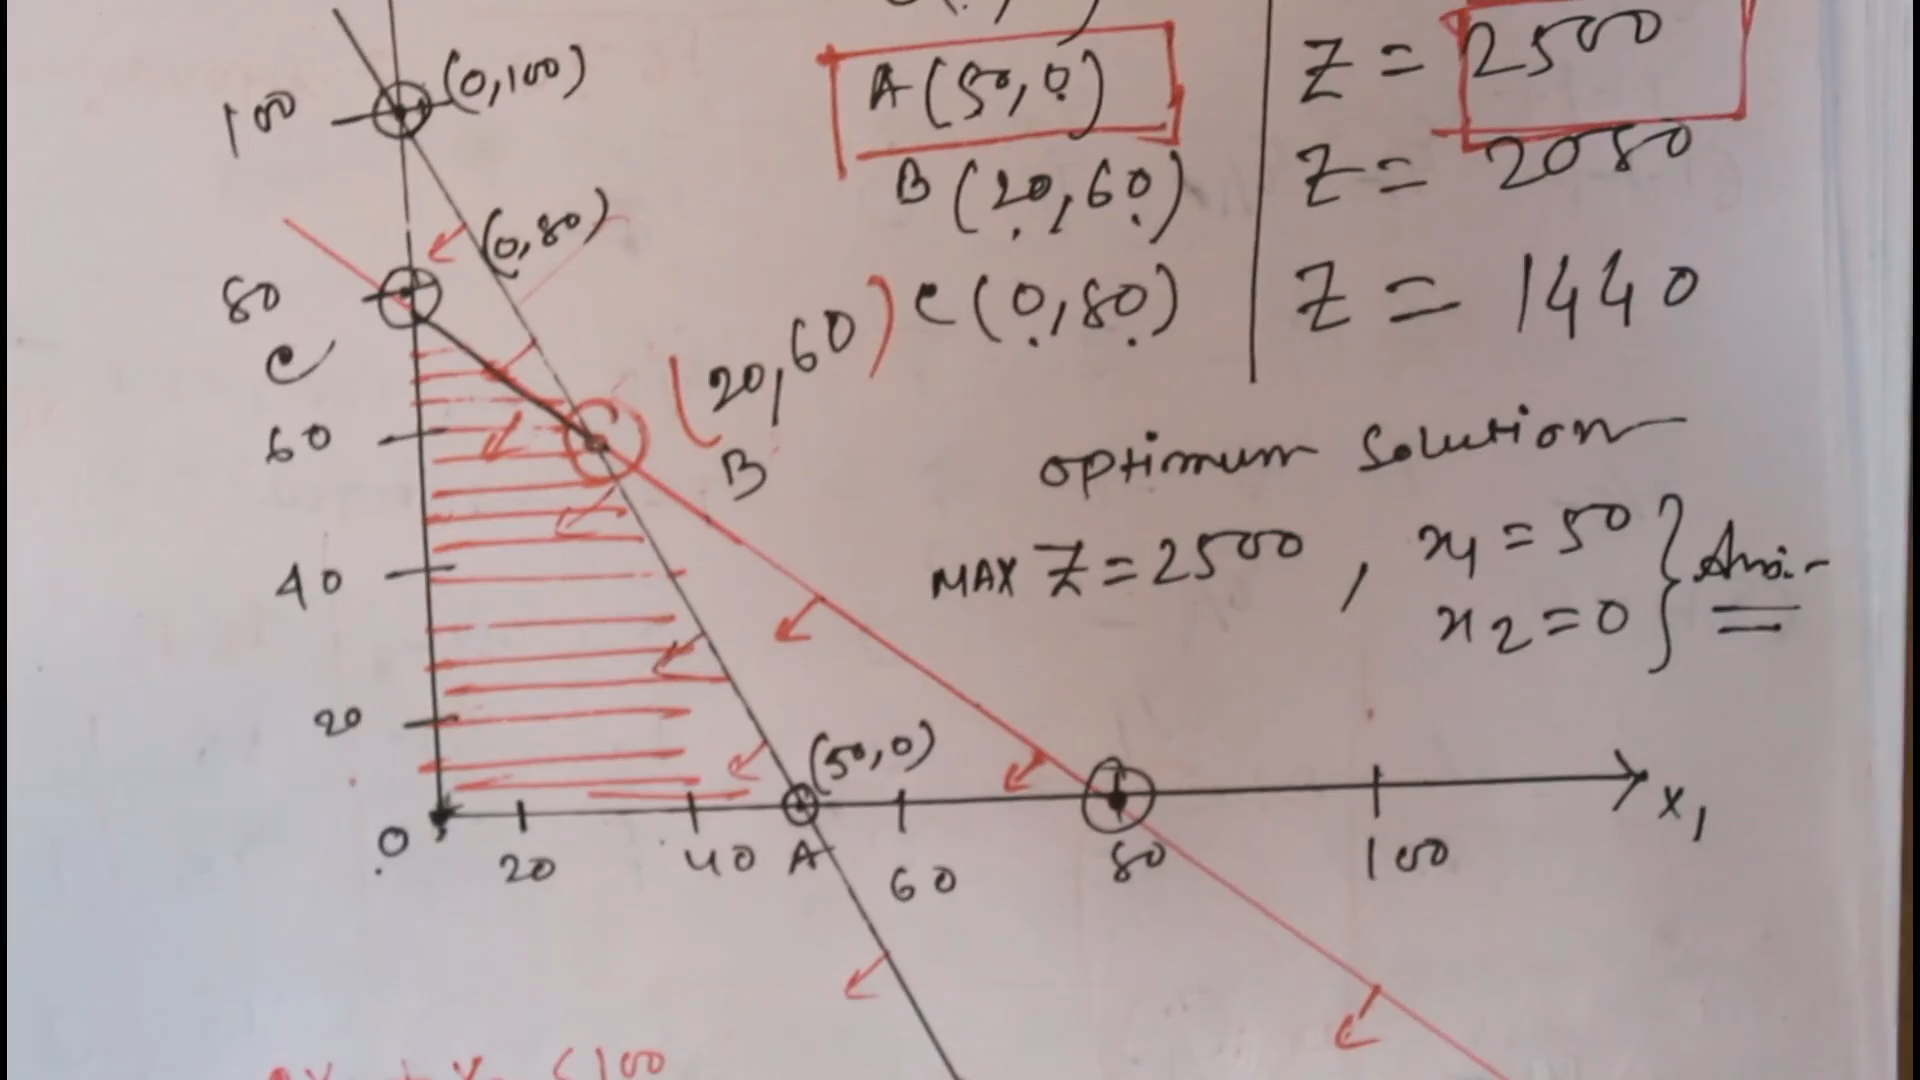 (0,100)
100
A (50,0)
Z = 2500
B (20,60)
Z = 2080
(0,80)
80
C (0,80)
Z = 1440
C
(20,60)
B
60
optimum solution
MAX Z = 2500 , x1 = 50
x2 = 0
Ans:-
40
20
(50,0)
0
20
40
A
60
80
100
x1